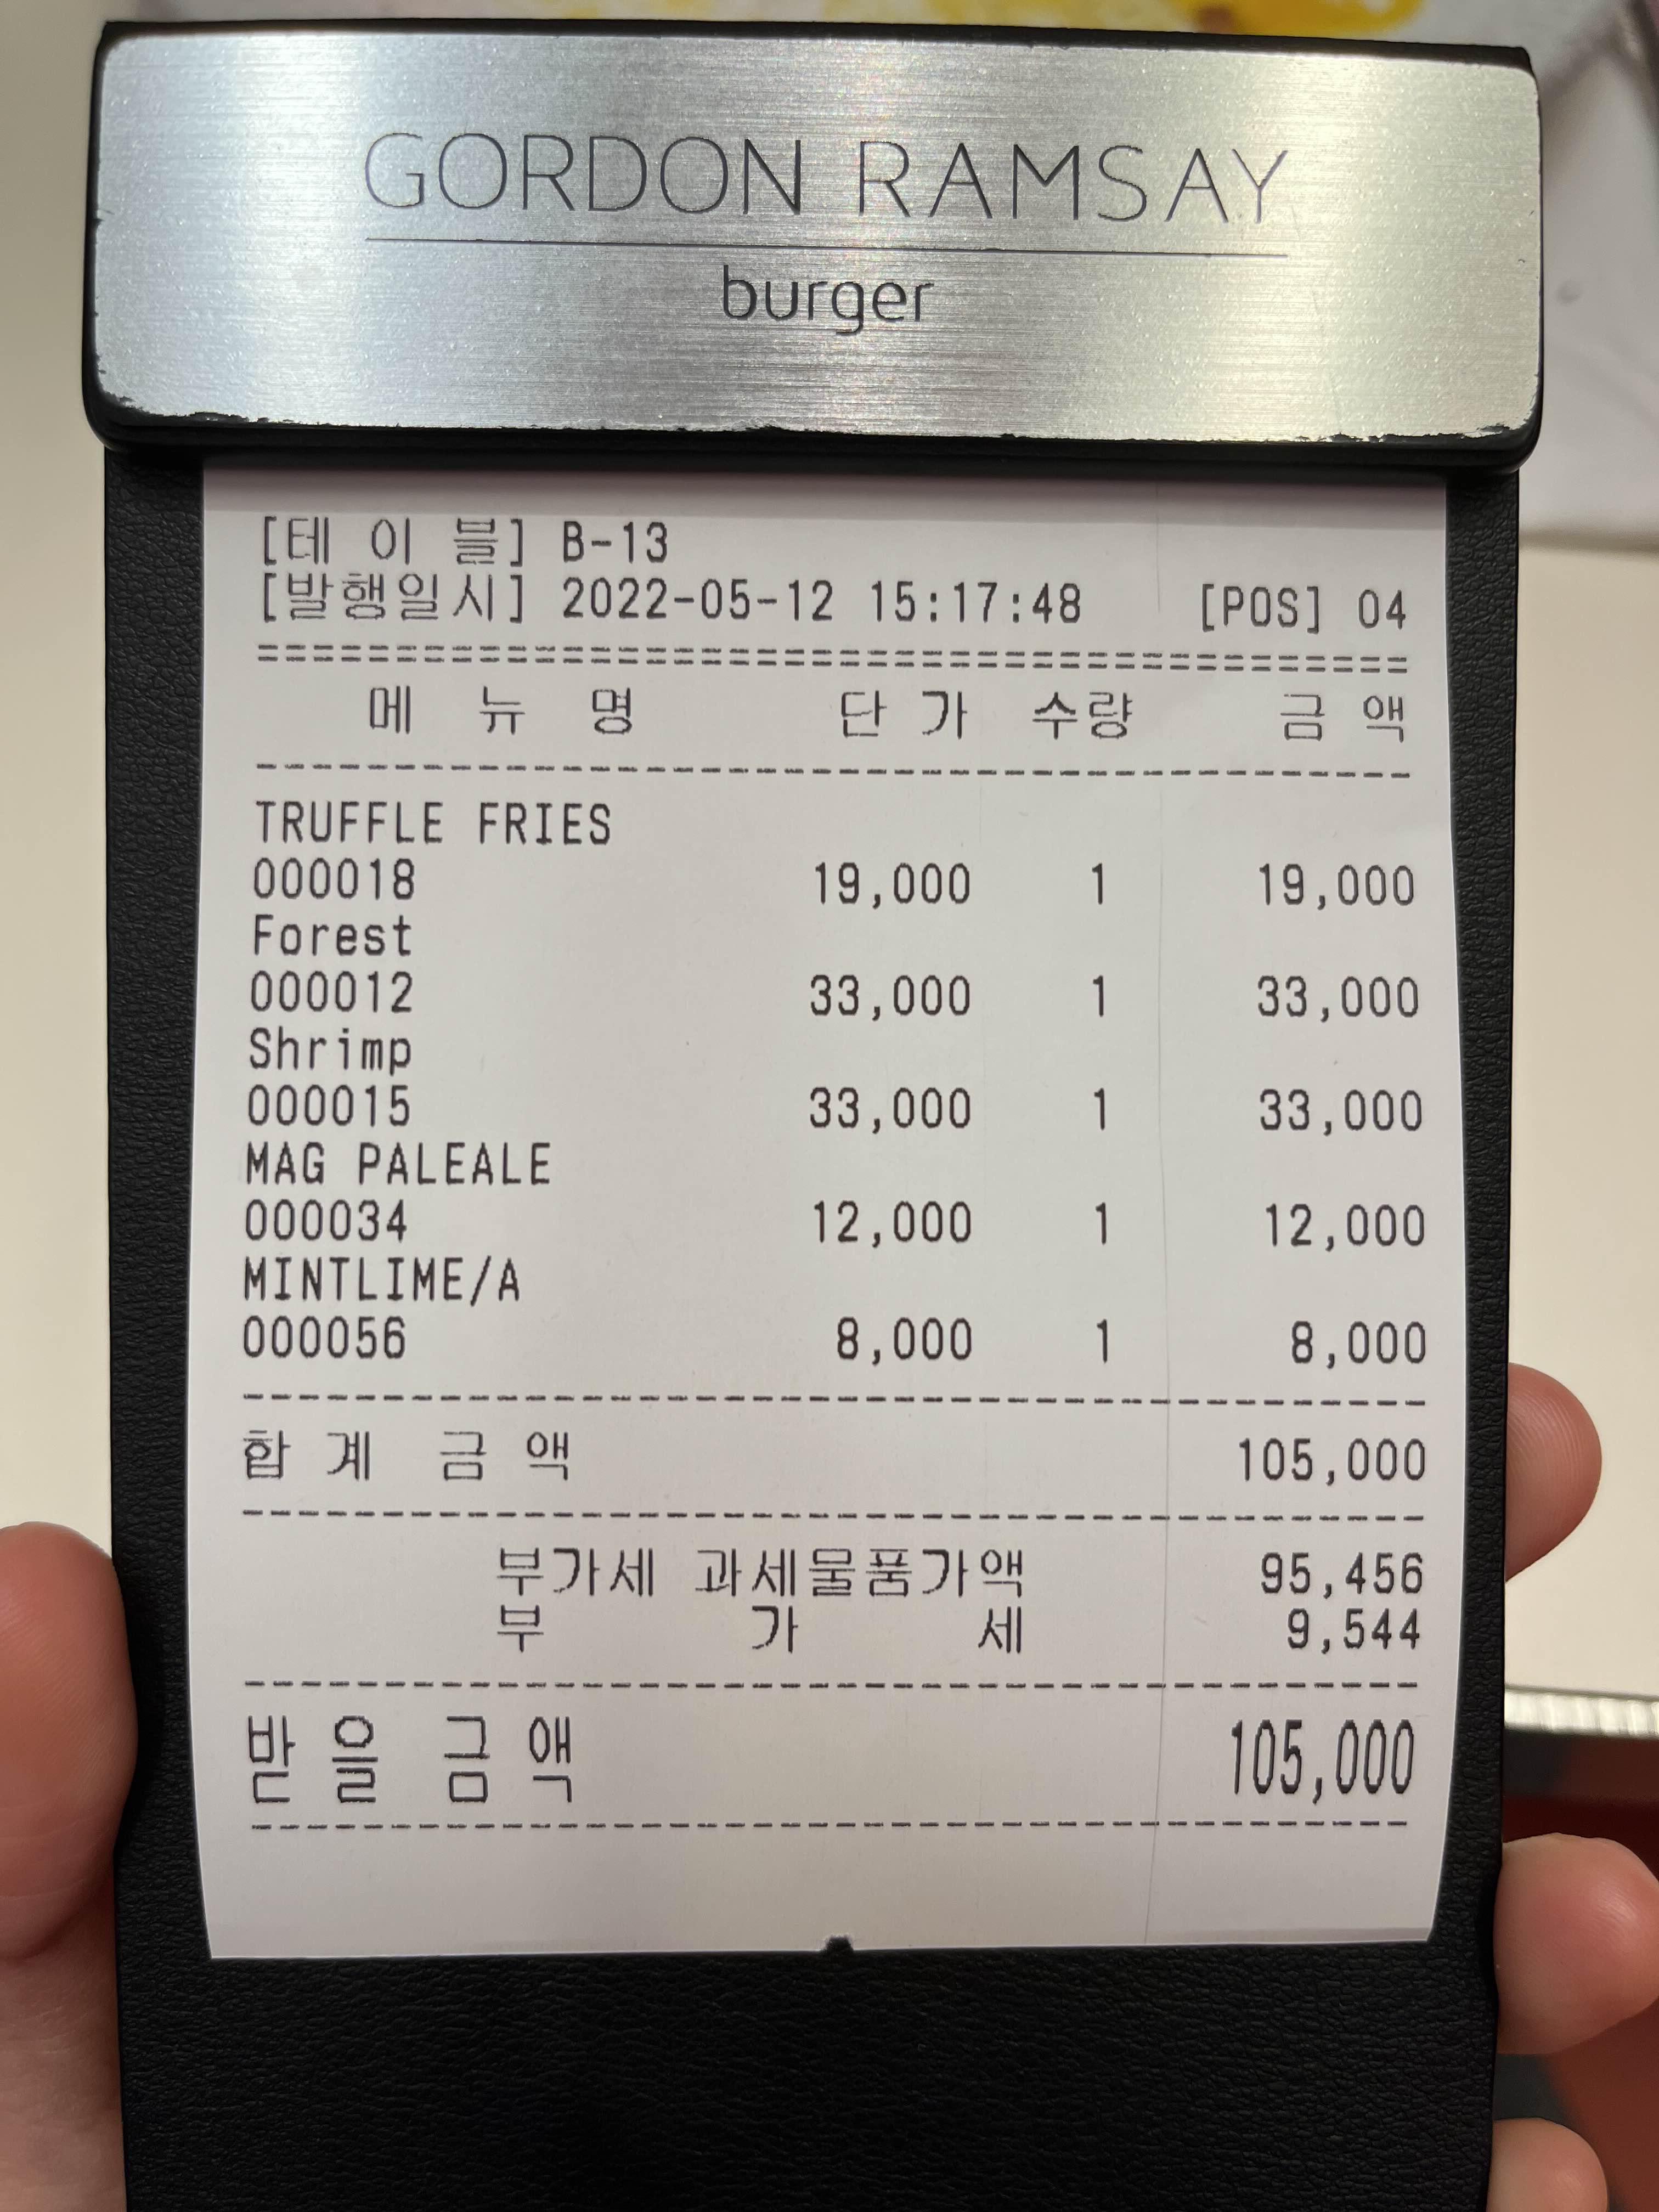 GORDON RAMSAY
burger
[테 이 블] B-13
[발행일시] 2022-05-12 15:17:48 [POS] 04
메 뉴 명 단 가 수량 금 액
TRUFFLE FRIES
000018 19,000 1 19,000
Forest
000012 33,000 1 33,000
Shrimp
000015 33,000 1 33,000
MAG PALEALE
000034 12,000 1 12,000
MINTLIME/A
000056 8,000 1 8,000
합 계 금 액 105,000
부가세 과세물품가액 95,456
부 가 세 9,544
받 을 금 액 105,000